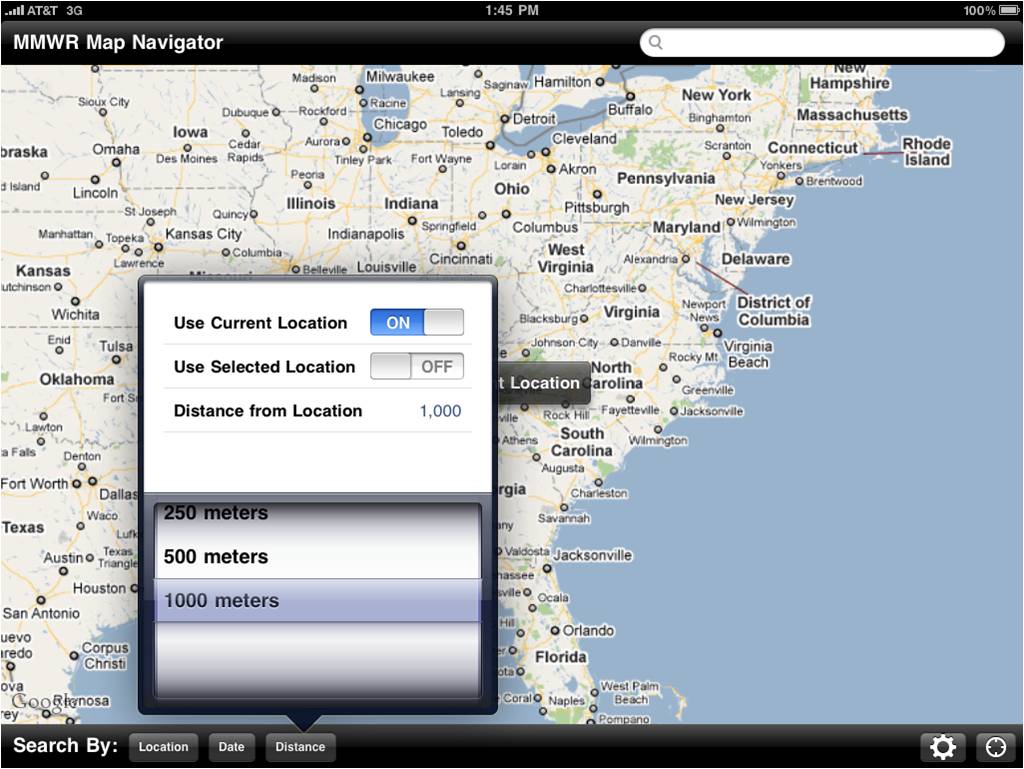 AT&T 3G 1:45 PM 100%
MMWR Map Navigator
New
Hampshire
Madison Milwaukee Saginaw Hamilton
Sioux City Lansing New York
Dubuque Rockford Racine Buffalo Massachusetts
Iowa Chicago Toledo Detroit Binghamton
Omaha Cedar Rapids Aurora Cleveland Scranton Connecticut Rhode Island
braska Des Moines Tinley Park Fort Wayne Lorain Yonkers
d Island Peoria Akron Pennsylvania Brentwood
Lincoln Illinois Indiana Ohio Pittsburgh New Jersey
St Joseph Quincy Springfield Columbus Maryland Wilmington
Manhattan Topeka Kansas City Indianapolis West Virginia
Lawrence Columbia Cincinnati Alexandria Delaware
Kansas Belleville Louisville
utchinson Missouri Charlottesville
Wichita Blacksburg Virginia Newport News District of Columbia
Enid Use Current Location ON Johnson City Danville Virginia Beach
Tulsa Rocky Mt
Oklahoma Use Selected Location OFF North Carolina
t Location Greenville
Fort S Distance from Location 1,000 Rock Hill Fayetteville Jacksonville
Lawton
a Falls Athens South Carolina Wilmington
Denton Augusta
Fort Worth Dallas rgia Charleston
Waco 250 meters Savannah
Texas Lufk
Austin Texas Triangle 500 meters Valdosta Jacksonville
Houston 1000 meters hassee
San Antonio sville Ocala
uevo Hill Orlando
aredo Corpus Christi Florida
ova Coral West Palm Beach
Google Reynosa Naples
rey Pompano
Search By: Location Date Distance